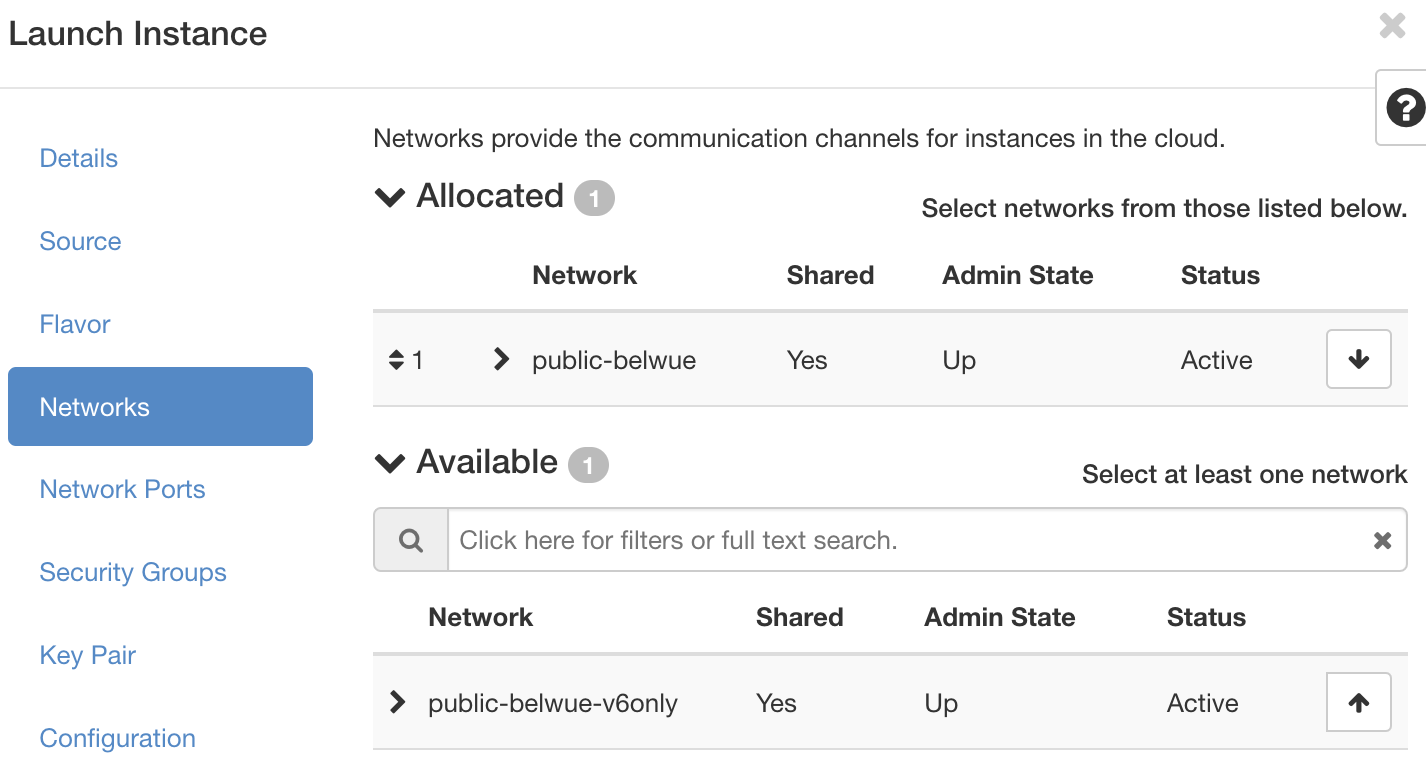 Launch Instance
Details
Source
Flavor
Networks
Network Ports
Security Groups
Key Pair
Configuration
Networks provide the communication channels for instances in the cloud.
Allocated 1
Select networks from those listed below.
Network Shared Admin State Status
1 public-belwue Yes Up Active
Available 1
Select at least one network
Click here for filters or full text search.
Network Shared Admin State Status
public-belwue-v6only Yes Up Active